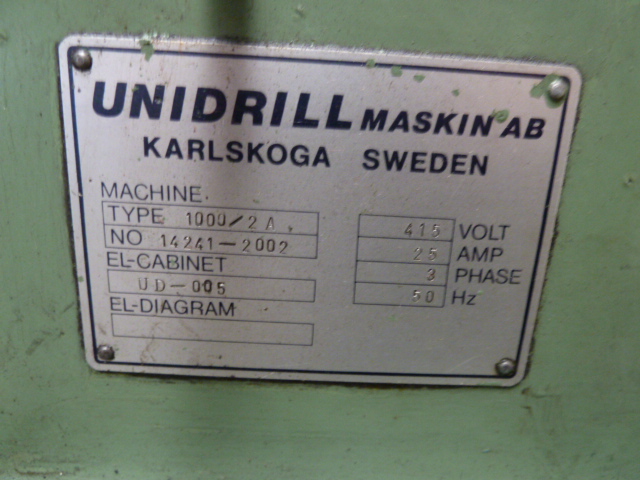 UNIDRILL MASKIN AB
KARLSKOGA SWEDEN
MACHINE
TYPE 1000/2A
NO 14241-2002
EL-CABINET
UD-005
EL-DIAGRAM
415 VOLT
25 AMP
3 PHASE
50 Hz